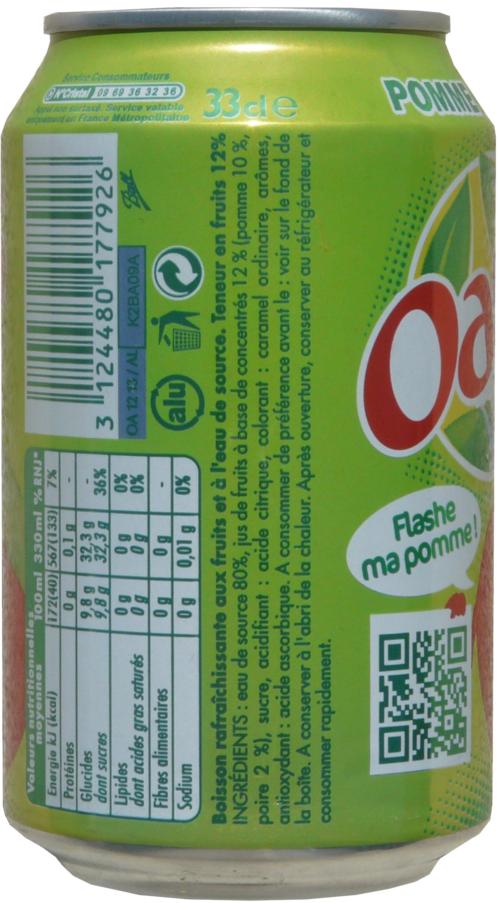 Service Consommateurs
N°Cristal 09 69 36 32 36
Appel non surtaxé. Service valable
uniquement en France Métropolitaine
33cl e
POMME
Oa
Flashe
ma pomme !
3 124480 177926
OA 12 13 / AL K2BA09A
Ball
alu
Valeurs nutritionnelles moyennes 100ml 330ml % RNJ*
Energie kJ (kcal) 172(40) 567(133) 7%
Protéines 0 g 0,1 g -
Glucides 9,8 g 32,3 g -
dont sucres 9,8 g 32,3 g 36%
Lipides 0 g 0 g 0%
dont acides gras saturés 0 g 0 g 0%
Fibres alimentaires 0 g 0 g -
Sodium 0 g 0,01 g 0%
Boisson rafraîchissante aux fruits et à l'eau de source. Teneur en fruits 12%
INGRÉDIENTS : eau de source 80%, jus de fruits à base de concentrés 12 % (pomme 10 %,
poire 2 %), sucre, acidifiant : acide citrique, colorant : caramel ordinaire, arômes,
antioxydant : acide ascorbique. A consommer de préférence avant le : voir sur le fond de
la boîte. A conserver à l'abri de la chaleur. Après ouverture, conserver au réfrigérateur et
consommer rapidement.